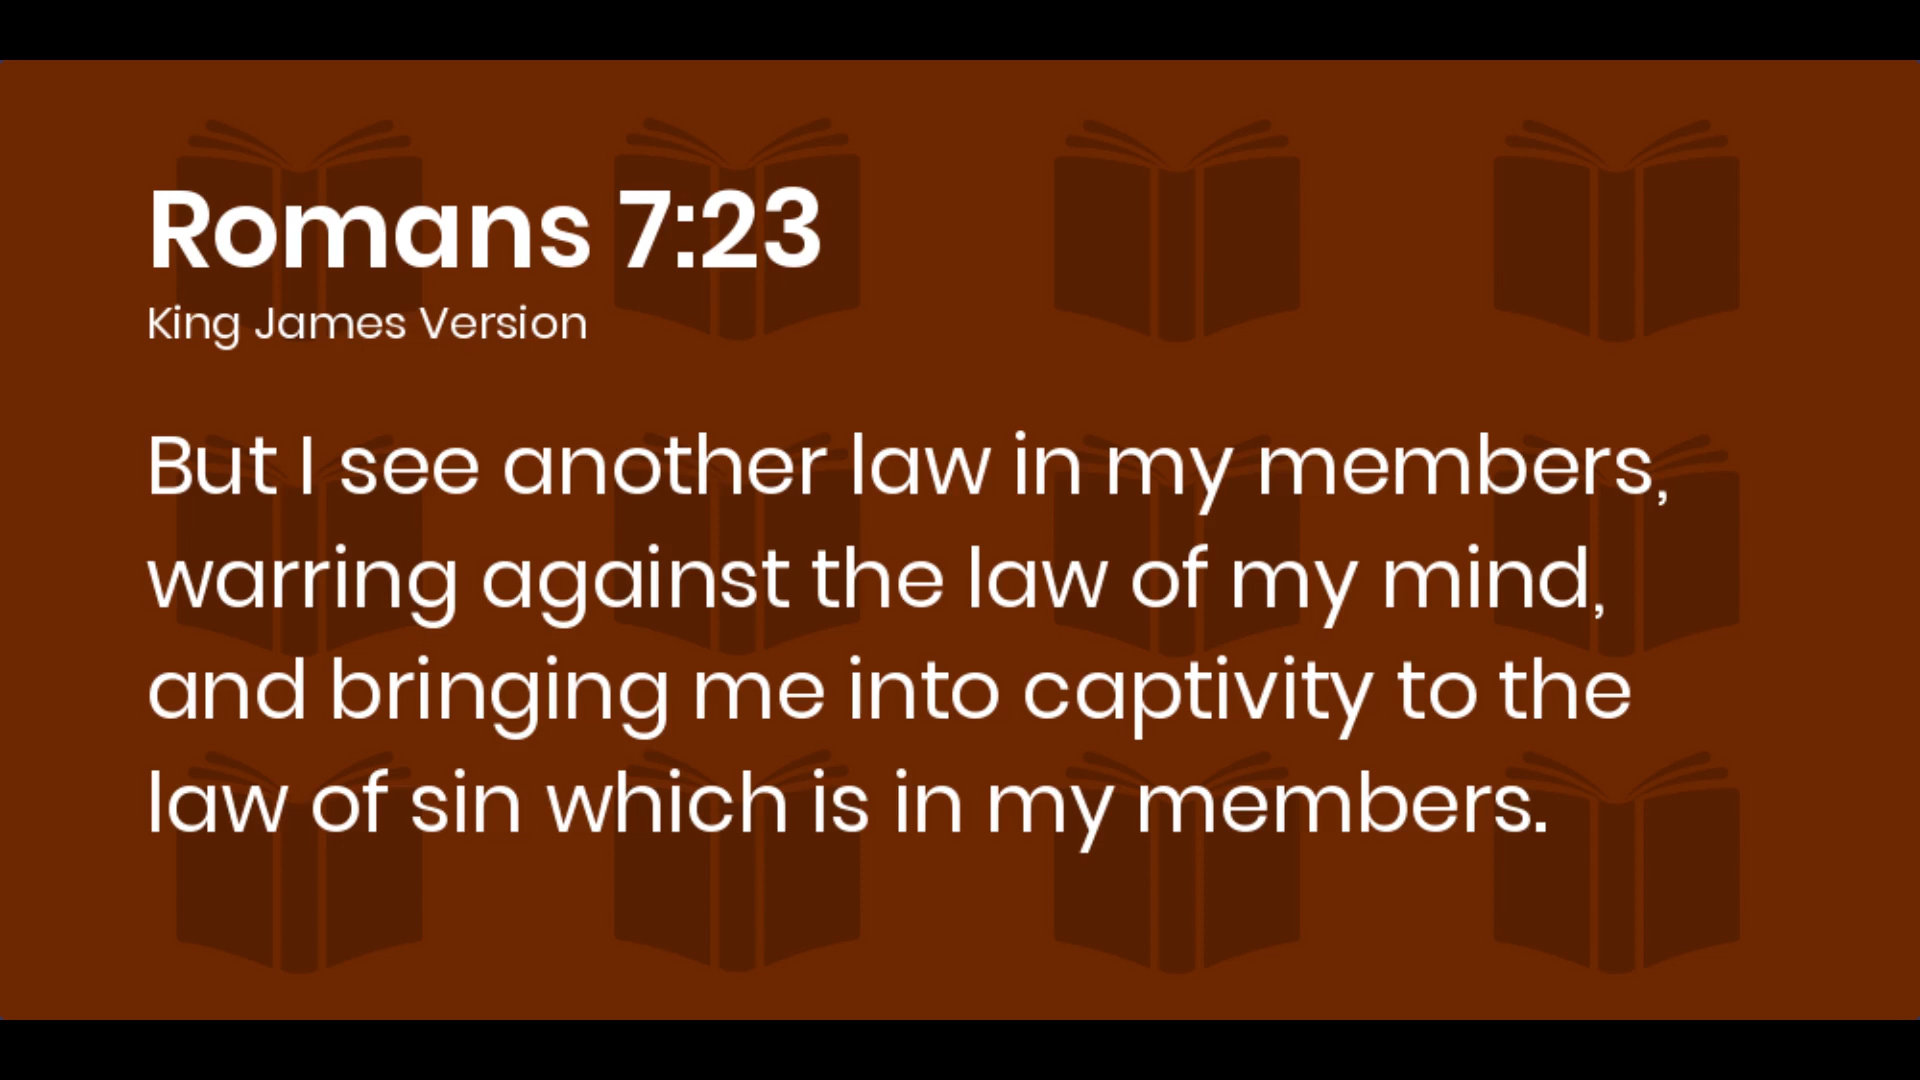 Romans 7:23
King James Version
But I see another law in my members,
warring against the law of my mind,
and bringing me into captivity to the
law of sin which is in my members.